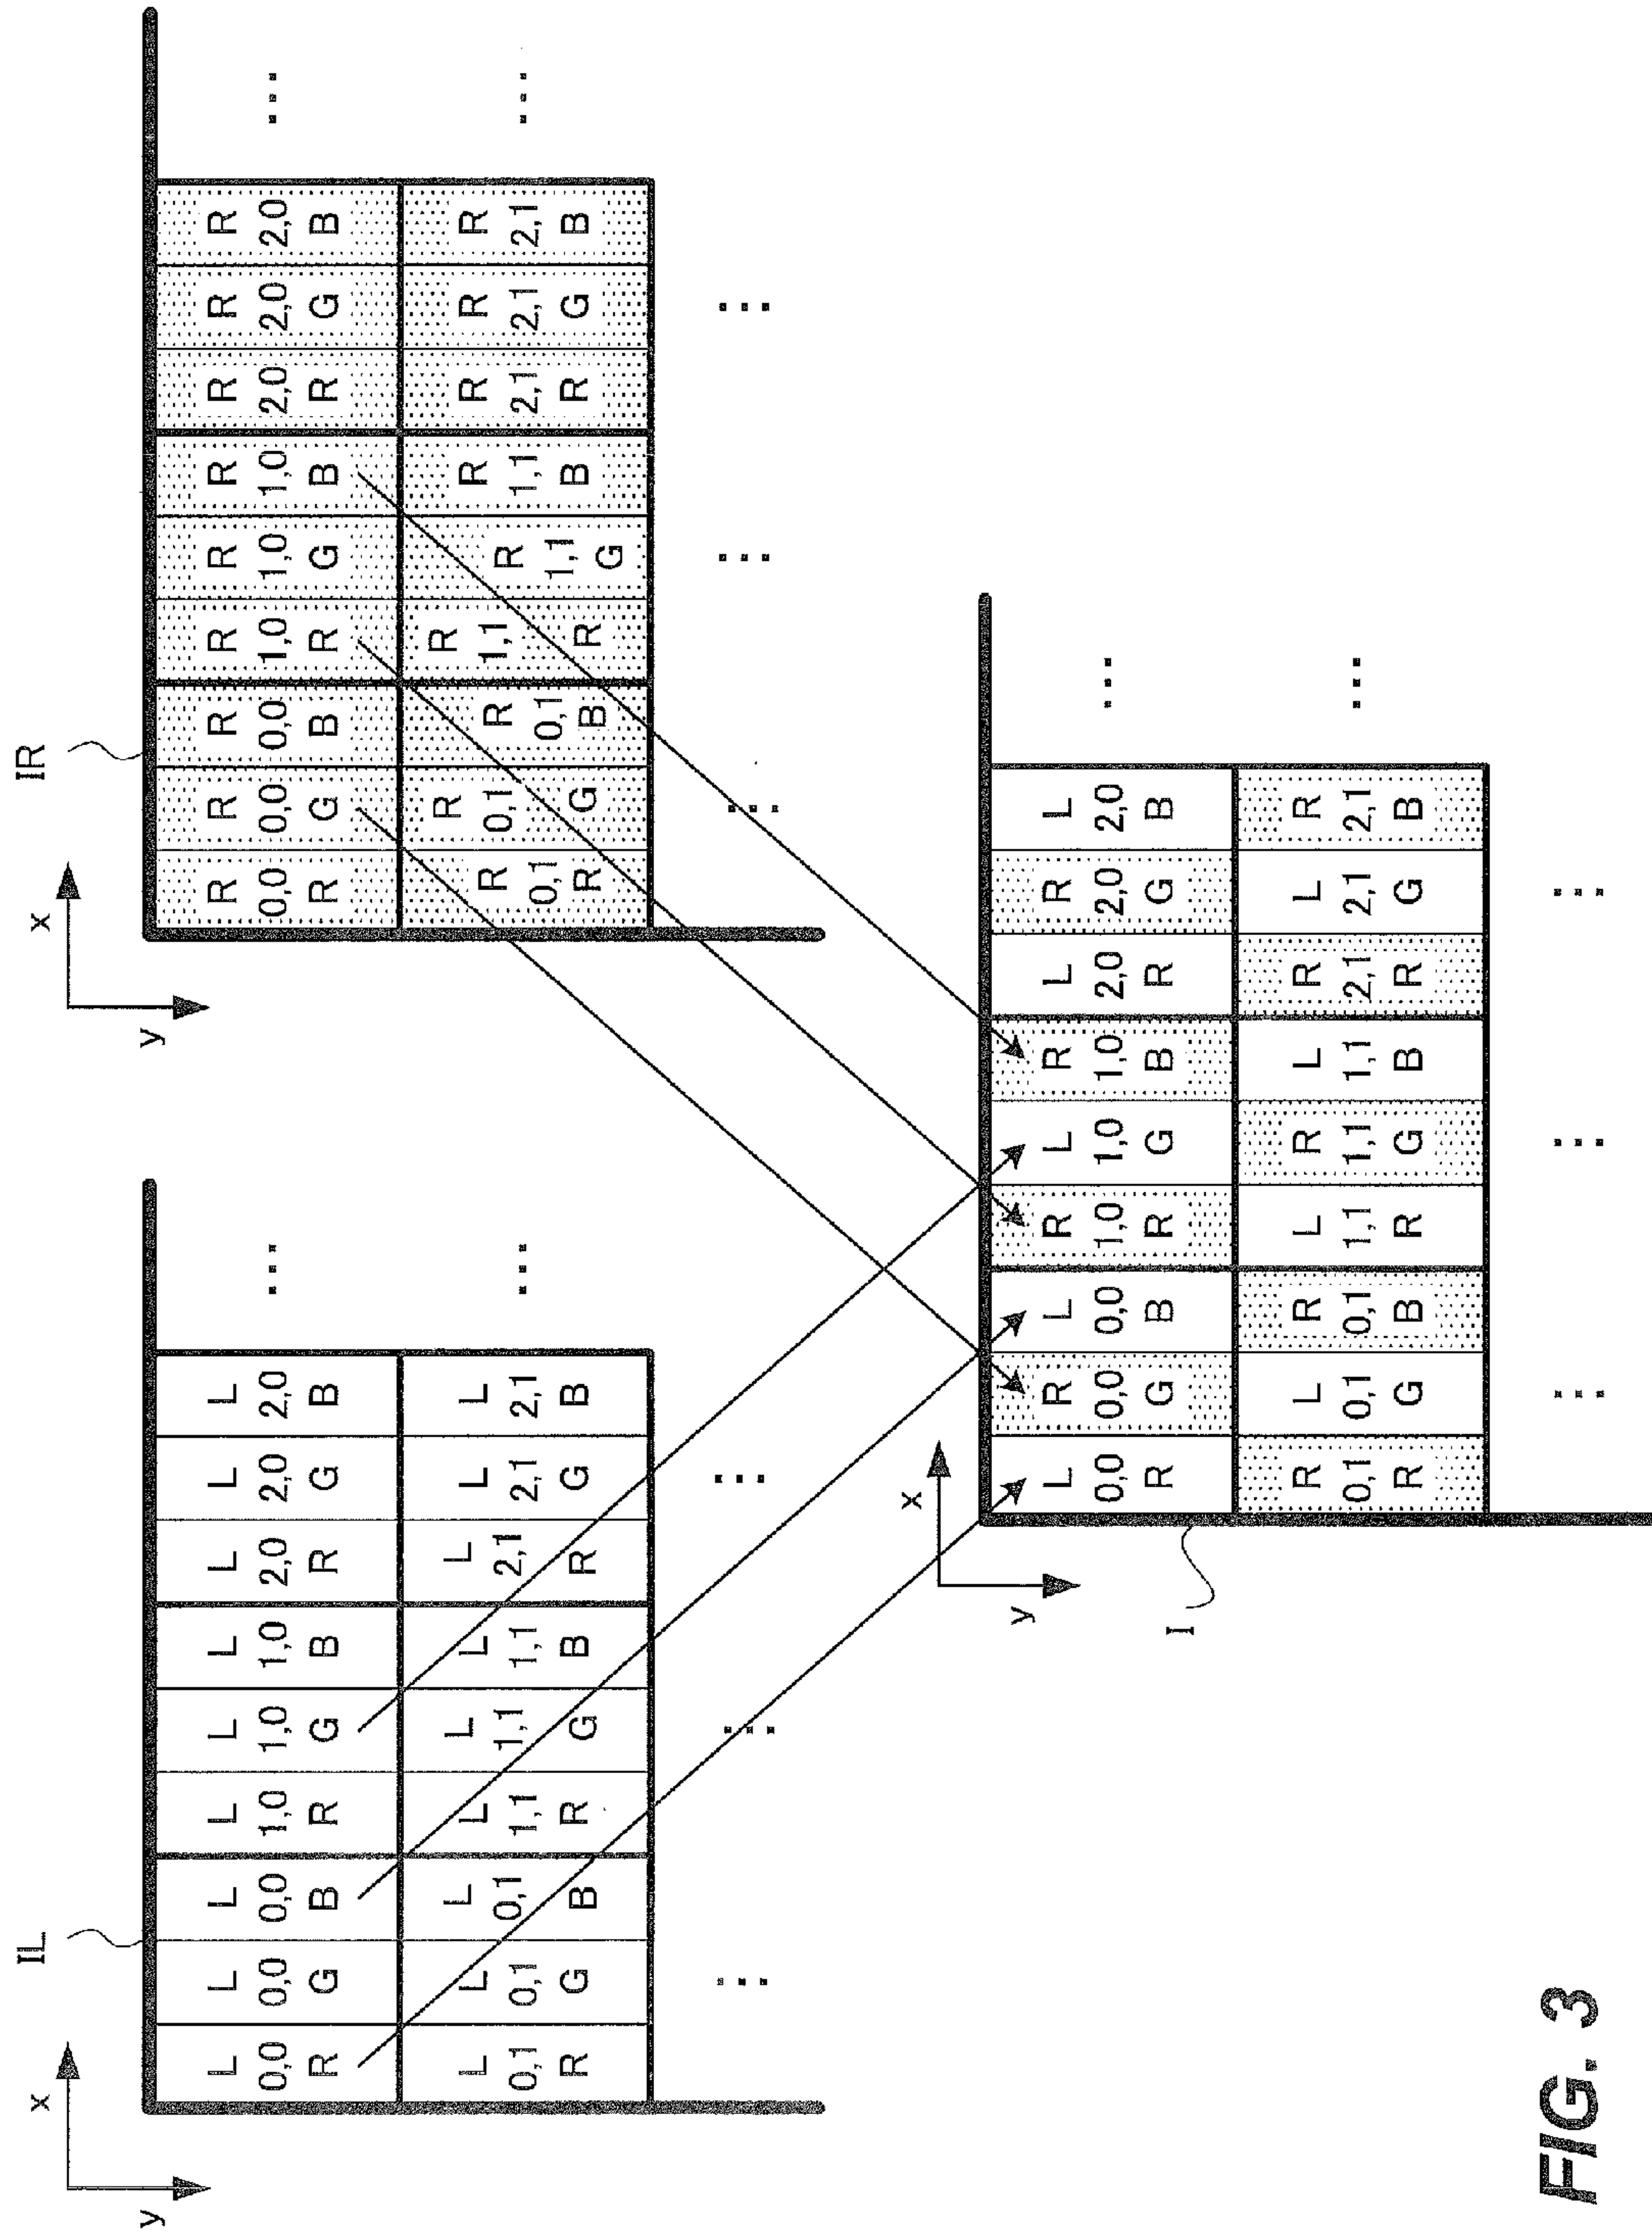 IL
x
y
L L L L L L L L L
0,0 0,0 0,0 1,0 1,0 1,0 2,0 2,0 2,0
R G B R G B R G B
L L L L L L L L L
0,1 0,1 0,1 1,1 1,1 1,1 2,1 2,1 2,1
R G B R G B R G B
IR
x
y
R R R R R R R R R
0,0 0,0 0,0 1,0 1,0 1,0 2,0 2,0 2,0
R G B R G B R G B
R R R R R R R R R
0,1 0,1 0,1 1,1 1,1 1,1 2,1 2,1 2,1
R G B R G B R G B
x
y
I
L R L R L R L R L
0,0 0,0 0,0 1,0 1,0 1,0 2,0 2,0 2,0
R G B R G B R G B
R L R L R L R L R
0,1 0,1 0,1 1,1 1,1 1,1 2,1 2,1 2,1
R G B R G B R G B
FIG. 3